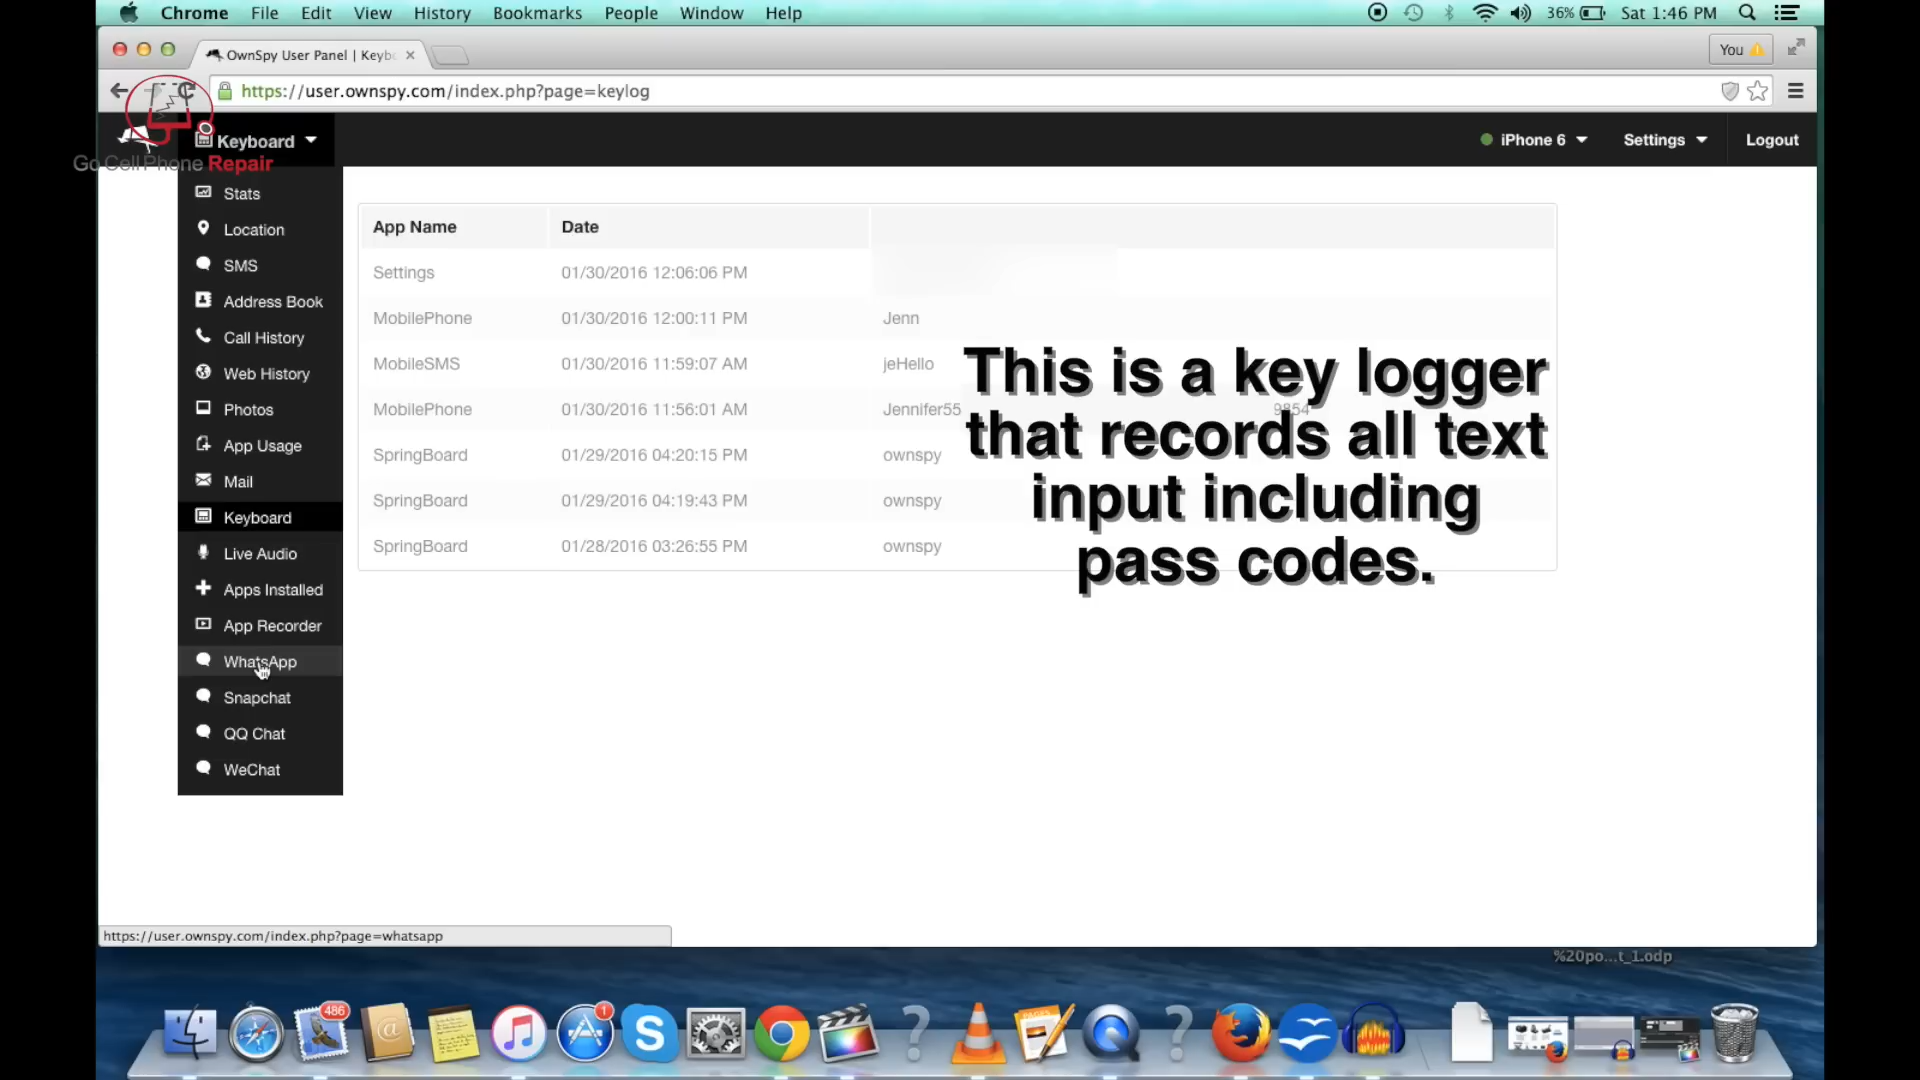 Chrome File Edit View History Bookmarks People Window Help 36% Sat 1:46 PM
OwnSpy User Panel | Keybo You
https://user.ownspy.com/index.php?page=keylog
Keyboard iPhone 6 Settings Logout
Go Cell Phone Repair
Stats
Location
SMS
Address Book
Call History
Web History
Photos
App Usage
Mail
Keyboard
Live Audio
Apps Installed
App Recorder
WhatsApp
Snapchat
QQ Chat
WeChat
App Name Date
Settings 01/30/2016 12:06:06 PM
MobilePhone 01/30/2016 12:00:11 PM Jenn
MobileSMS 01/30/2016 11:59:07 AM jeHello
MobilePhone 01/30/2016 11:56:01 AM Jennifer55 9854
SpringBoard 01/29/2016 04:20:15 PM ownspy
SpringBoard 01/29/2016 04:19:43 PM ownspy
SpringBoard 01/28/2016 03:26:55 PM ownspy
This is a key logger
that records all text
input including
pass codes.
https://user.ownspy.com/index.php?page=whatsapp
%20po...t_1.odp
486
1